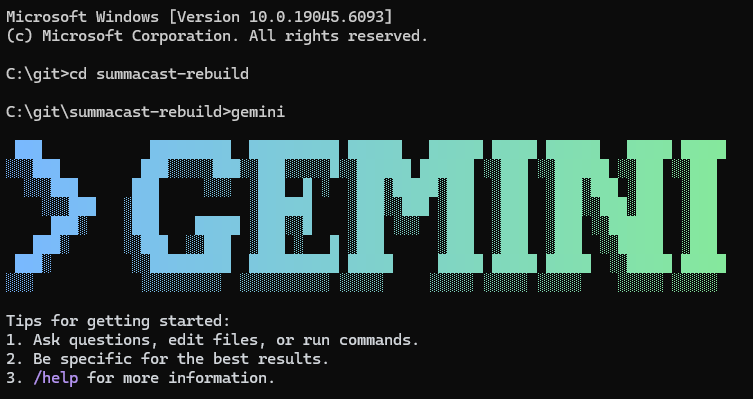 Microsoft Windows [Version 10.0.19045.6093]
(c) Microsoft Corporation. All rights reserved.
C:\git>cd summacast-rebuild
C:\git\summacast-rebuild>gemini
> GEMINI
Tips for getting started:
1. Ask questions, edit files, or run commands.
2. Be specific for the best results.
3. /help for more information.